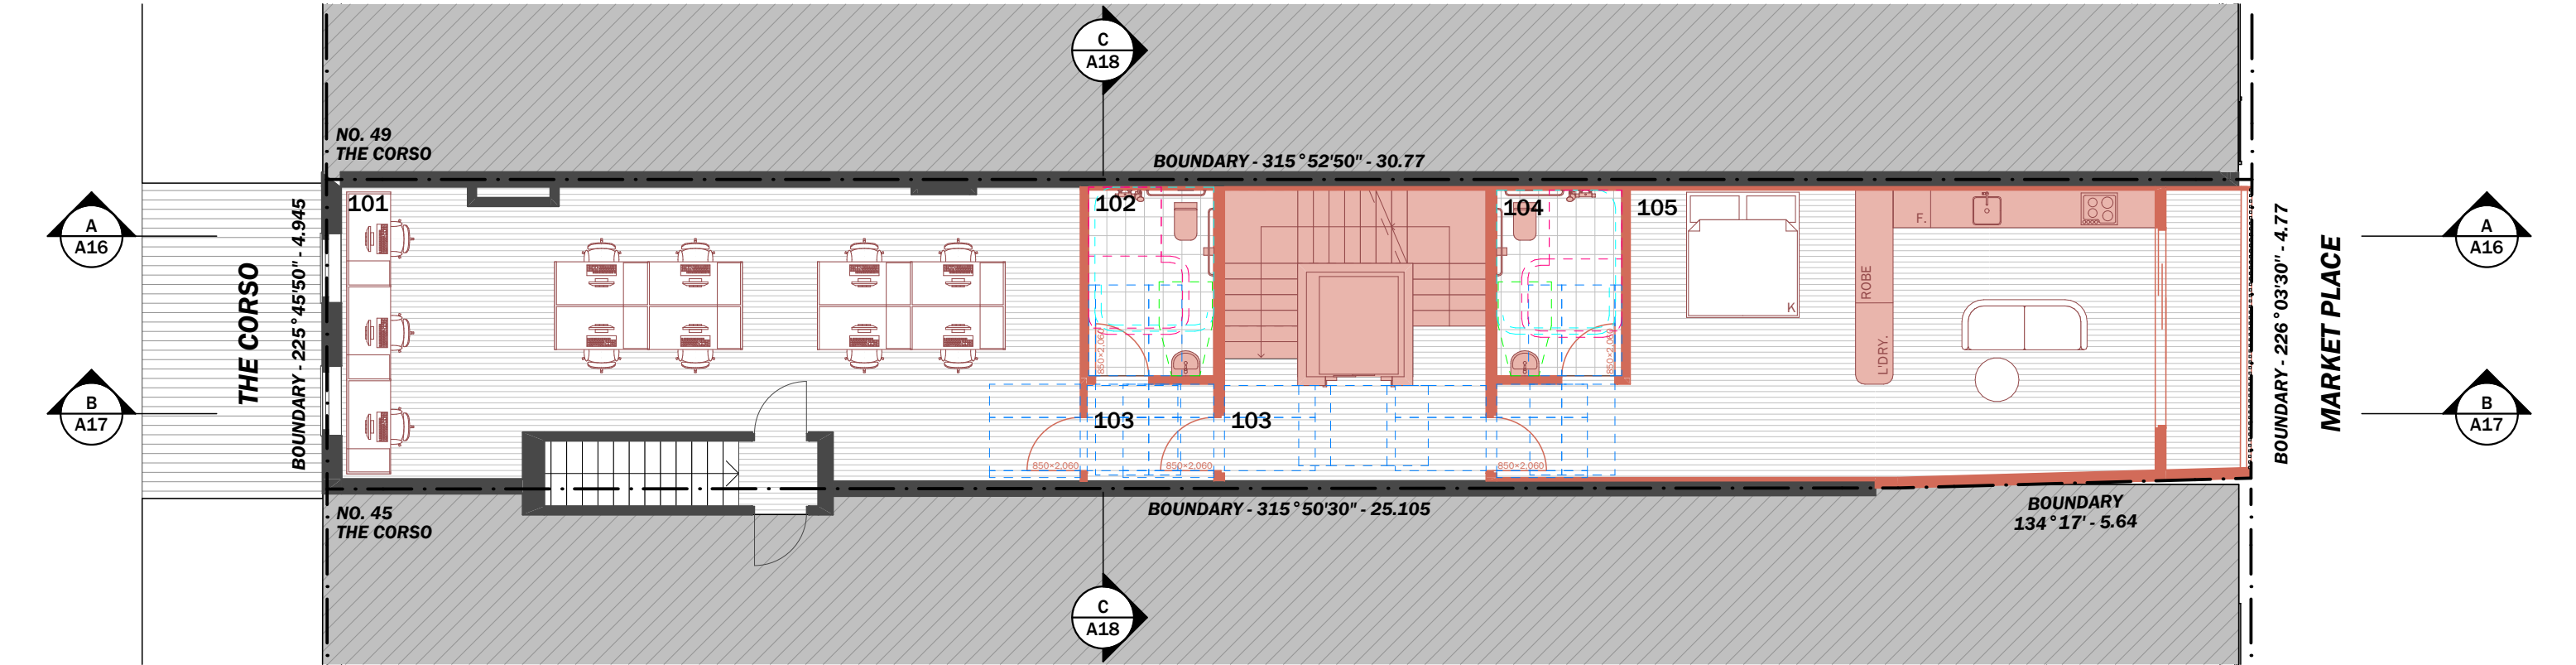 C
A18
NO. 49
THE CORSO
BOUNDARY - 315°52'50" - 30.77
A
A16
B
A17
THE CORSO
BOUNDARY - 225°45'50" - 4.945
101
102
850×2,060
103
850×2,060
850×2,060
103
104
850×2,060
850×2,060
105
K
ROBE
L'DRY.
F.
BOUNDARY - 226°03'30" - 4.77
MARKET PLACE
A
A16
B
A17
NO. 45
THE CORSO
BOUNDARY - 315°50'30" - 25.105
BOUNDARY
134°17' - 5.64
C
A18